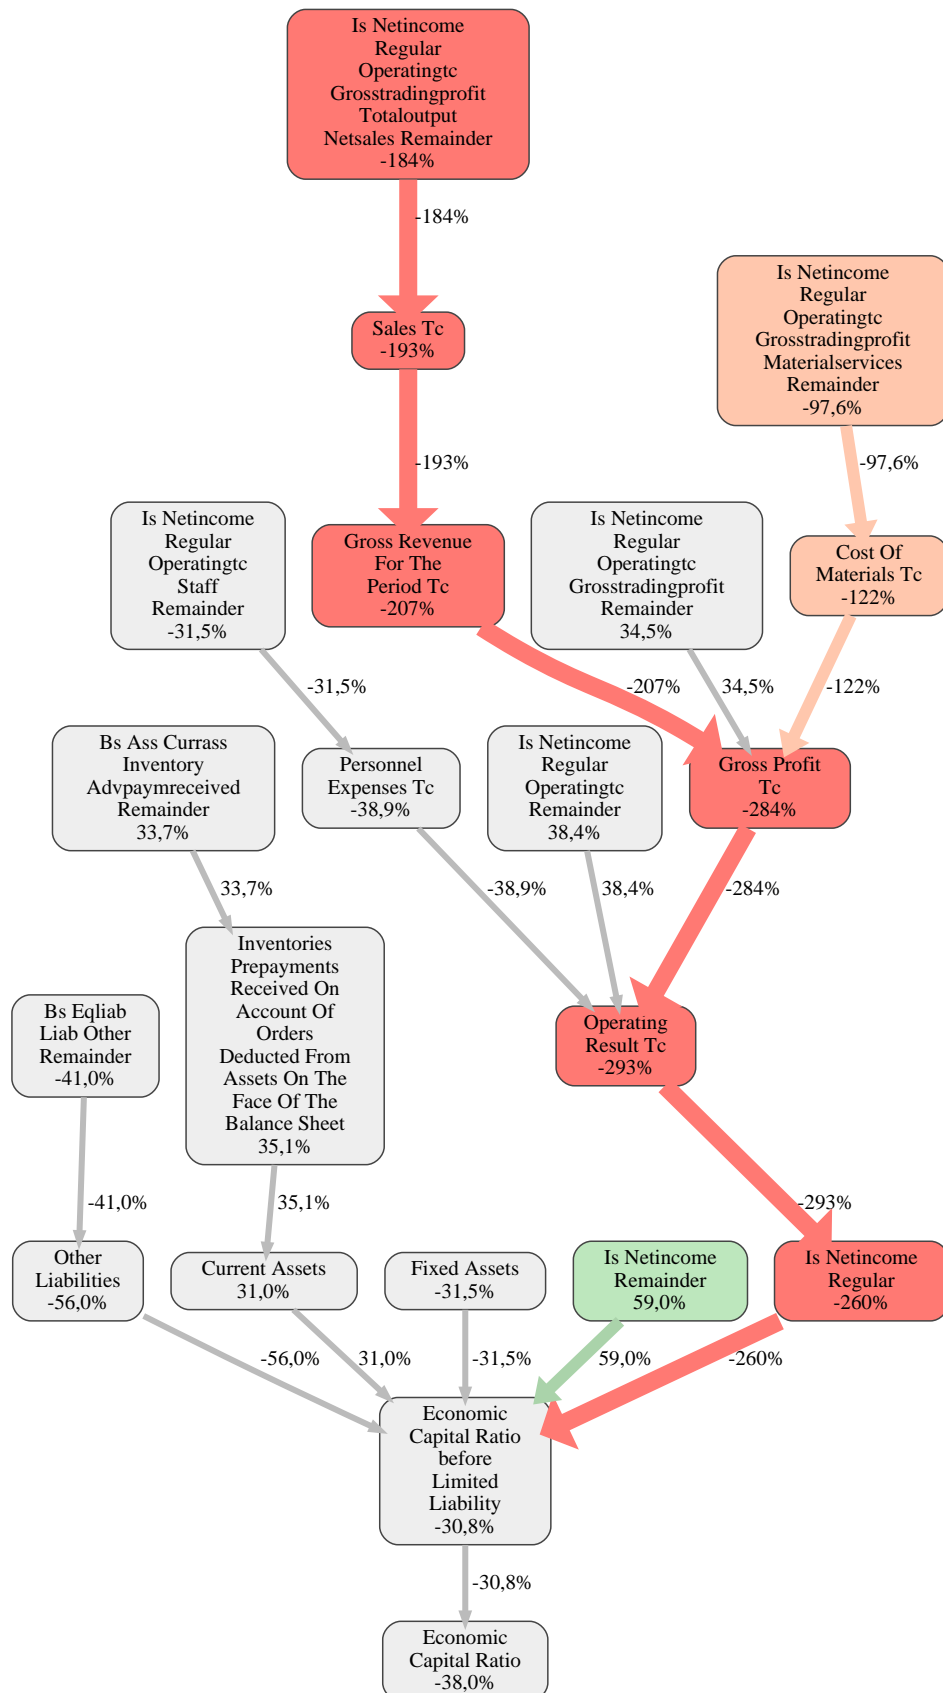 Is Netincome
Regular
Operatingtc
Grosstradingprofit
Totaloutput
Netsales Remainder
-184%
-184%
Is Netincome
Regular
Operatingtc
Grosstradingprofit
Materialservices
Remainder
-97,6%
Sales Tc
-193%
-193%
-97,6%
Is Netincome
Regular
Operatingtc
Staff
Remainder
-31,5%
Gross Revenue
For The
Period Tc
-207%
Is Netincome
Regular
Operatingtc
Grosstradingprofit
Remainder
34,5%
Cost Of
Materials Tc
-122%
-31,5%
-207%
34,5%
-122%
Bs Ass Currass
Inventory
Advpaymreceived
Remainder
33,7%
Personnel
Expenses Tc
-38,9%
Is Netincome
Regular
Operatingtc
Remainder
38,4%
Gross Profit
Tc
-284%
33,7%
-38,9%
38,4%
-284%
Inventories
Prepayments
Received On
Account Of
Orders
Deducted From
Assets On The
Face Of The
Balance Sheet
35,1%
Bs Eqliab
Liab Other
Remainder
-41,0%
Operating
Result Tc
-293%
-41,0%
35,1%
-293%
Other
Liabilities
-56,0%
Current Assets
31,0%
Fixed Assets
-31,5%
Is Netincome
Remainder
59,0%
Is Netincome
Regular
-260%
-56,0%
31,0%
-31,5%
59,0%
-260%
Economic
Capital Ratio
before
Limited
Liability
-30,8%
-30,8%
Economic
Capital Ratio
-38,0%